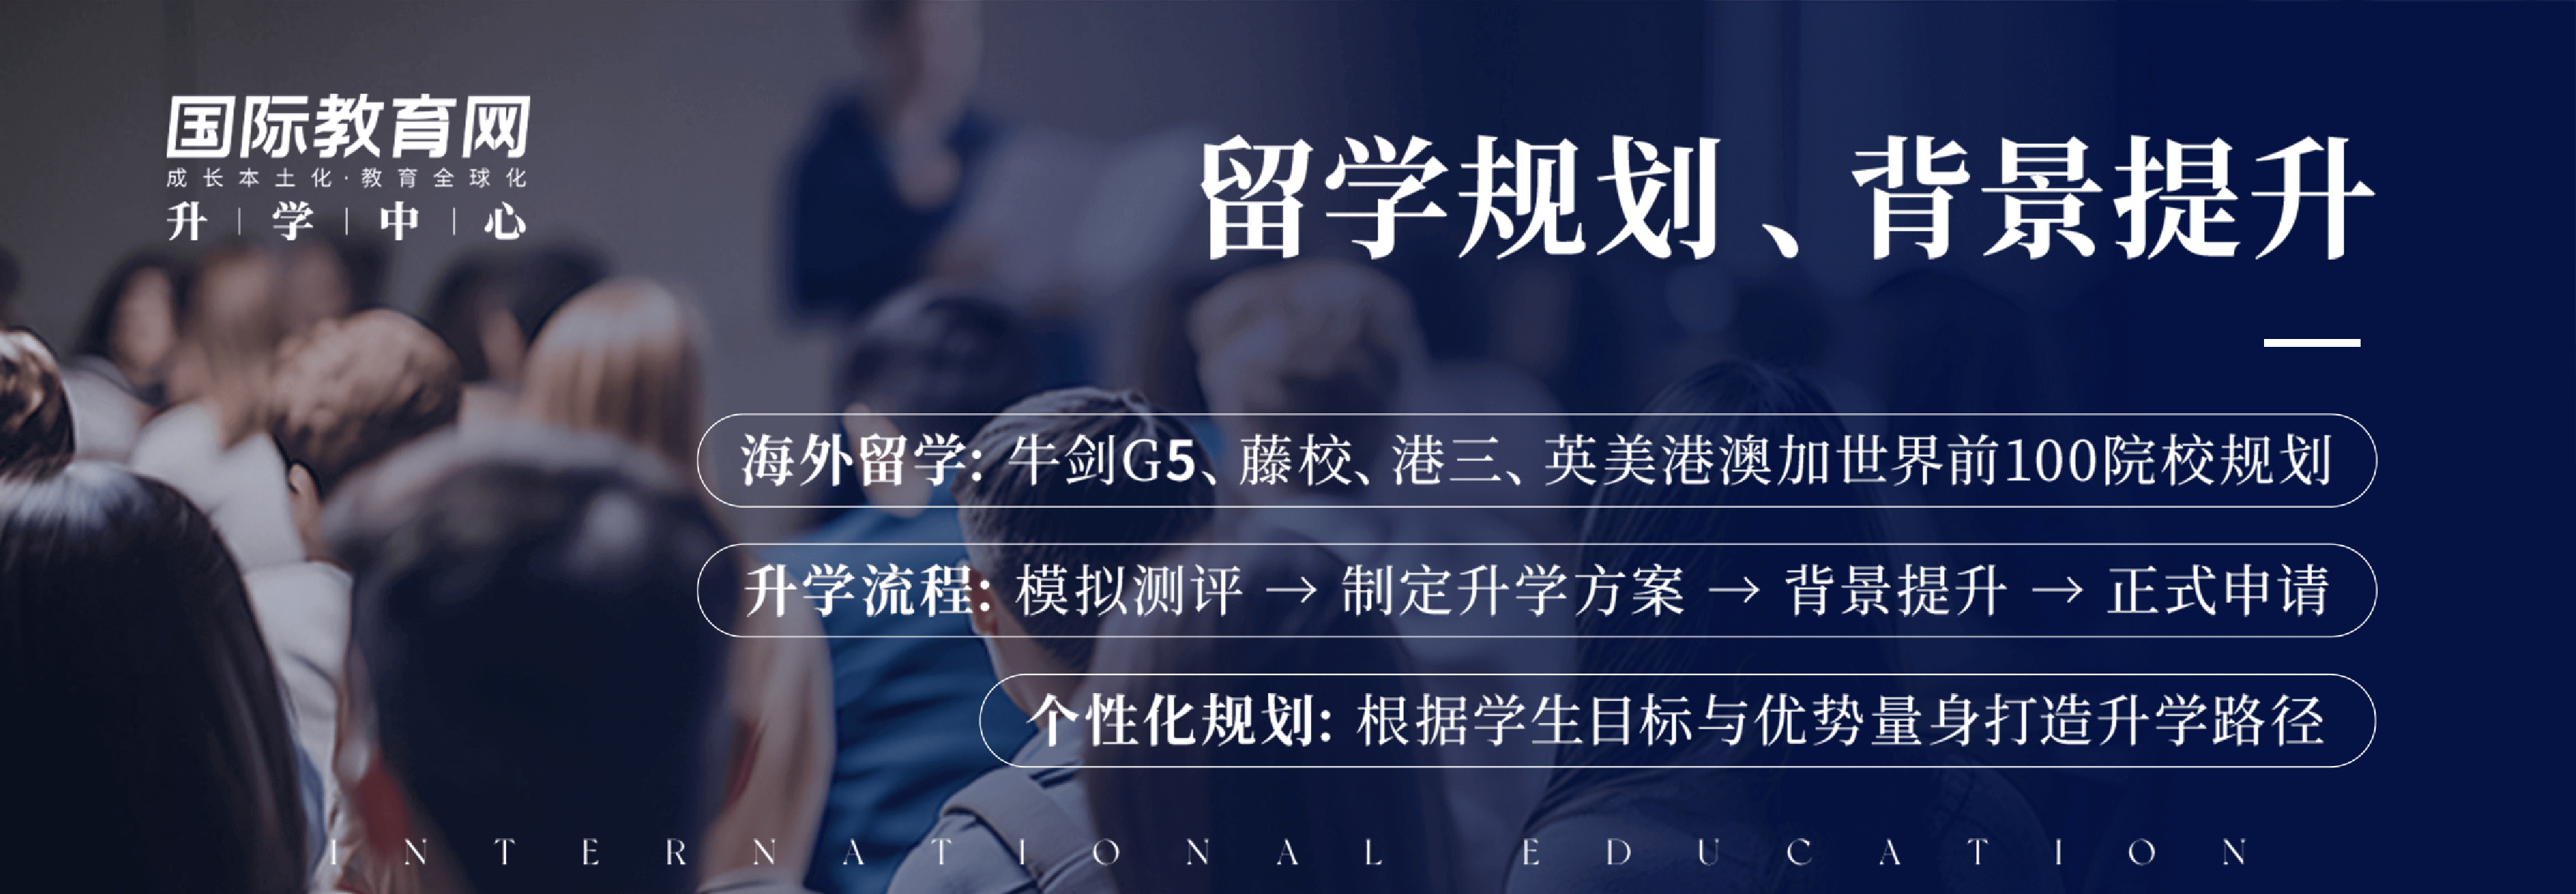 国际教育网
成长本土化·教育全球化
升|学|中|心
留学规划、背景提升
海外留学: 牛剑G5、藤校、港三、英美港澳加世界前100院校规划
升学流程: 模拟测评 → 制定升学方案 → 背景提升 → 正式申请
个性化规划: 根据学生目标与优势量身打造升学路径
INTERNATIONAL EDUCATION